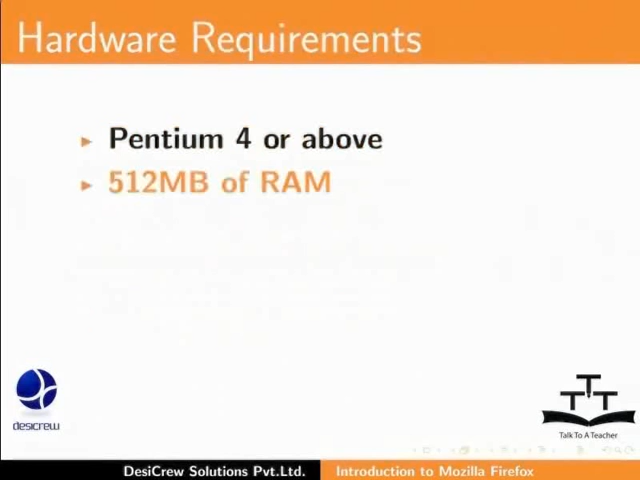 Hardware Requirements
Pentium 4 or above
512MB of RAM
desicrew
TTT
Talk To A Teacher
DesiCrew Solutions Pvt.Ltd.
Introduction to Mozilla Firefox